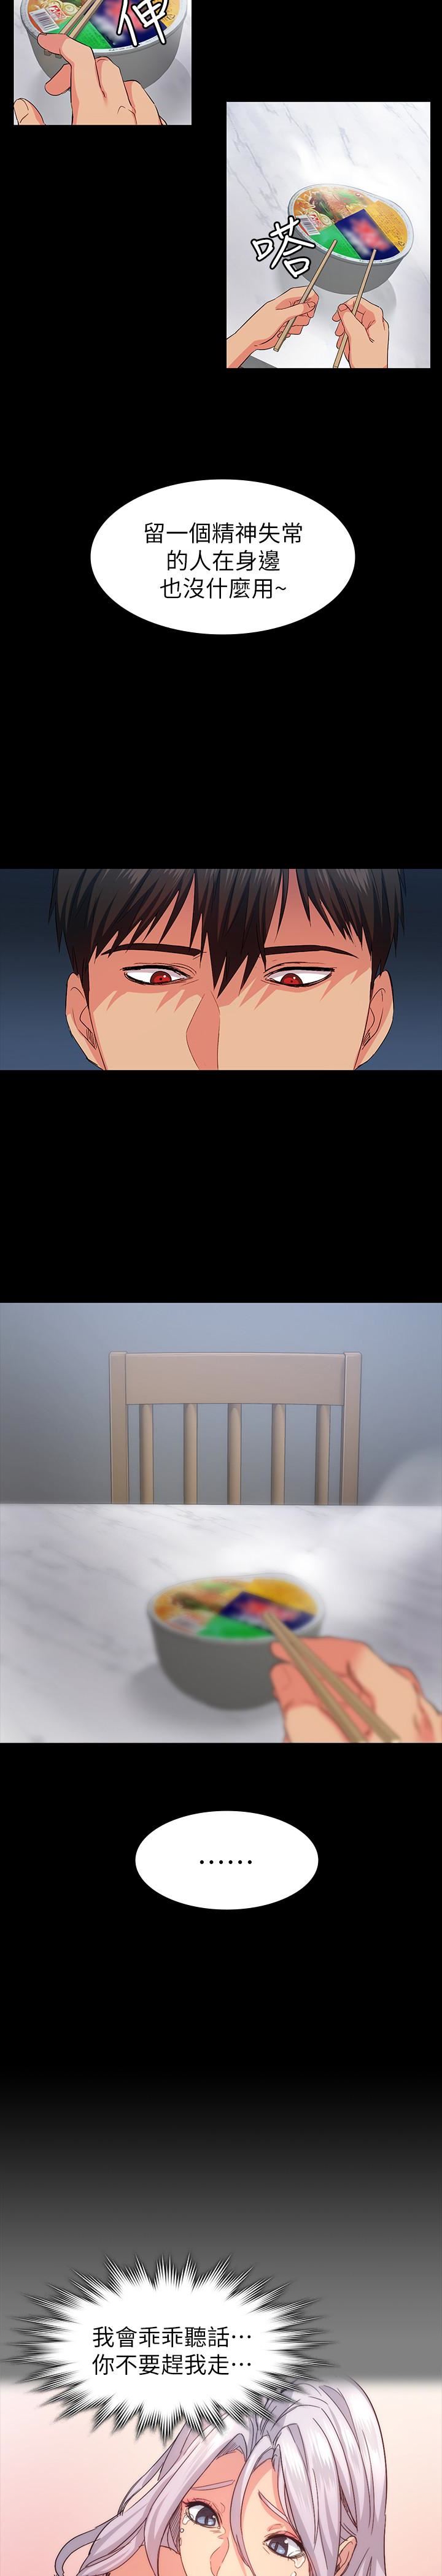 嗒
留一個精神失常
的人在身邊
也沒什麼用~
......
我會乖乖聽話…
你不要趕我走…